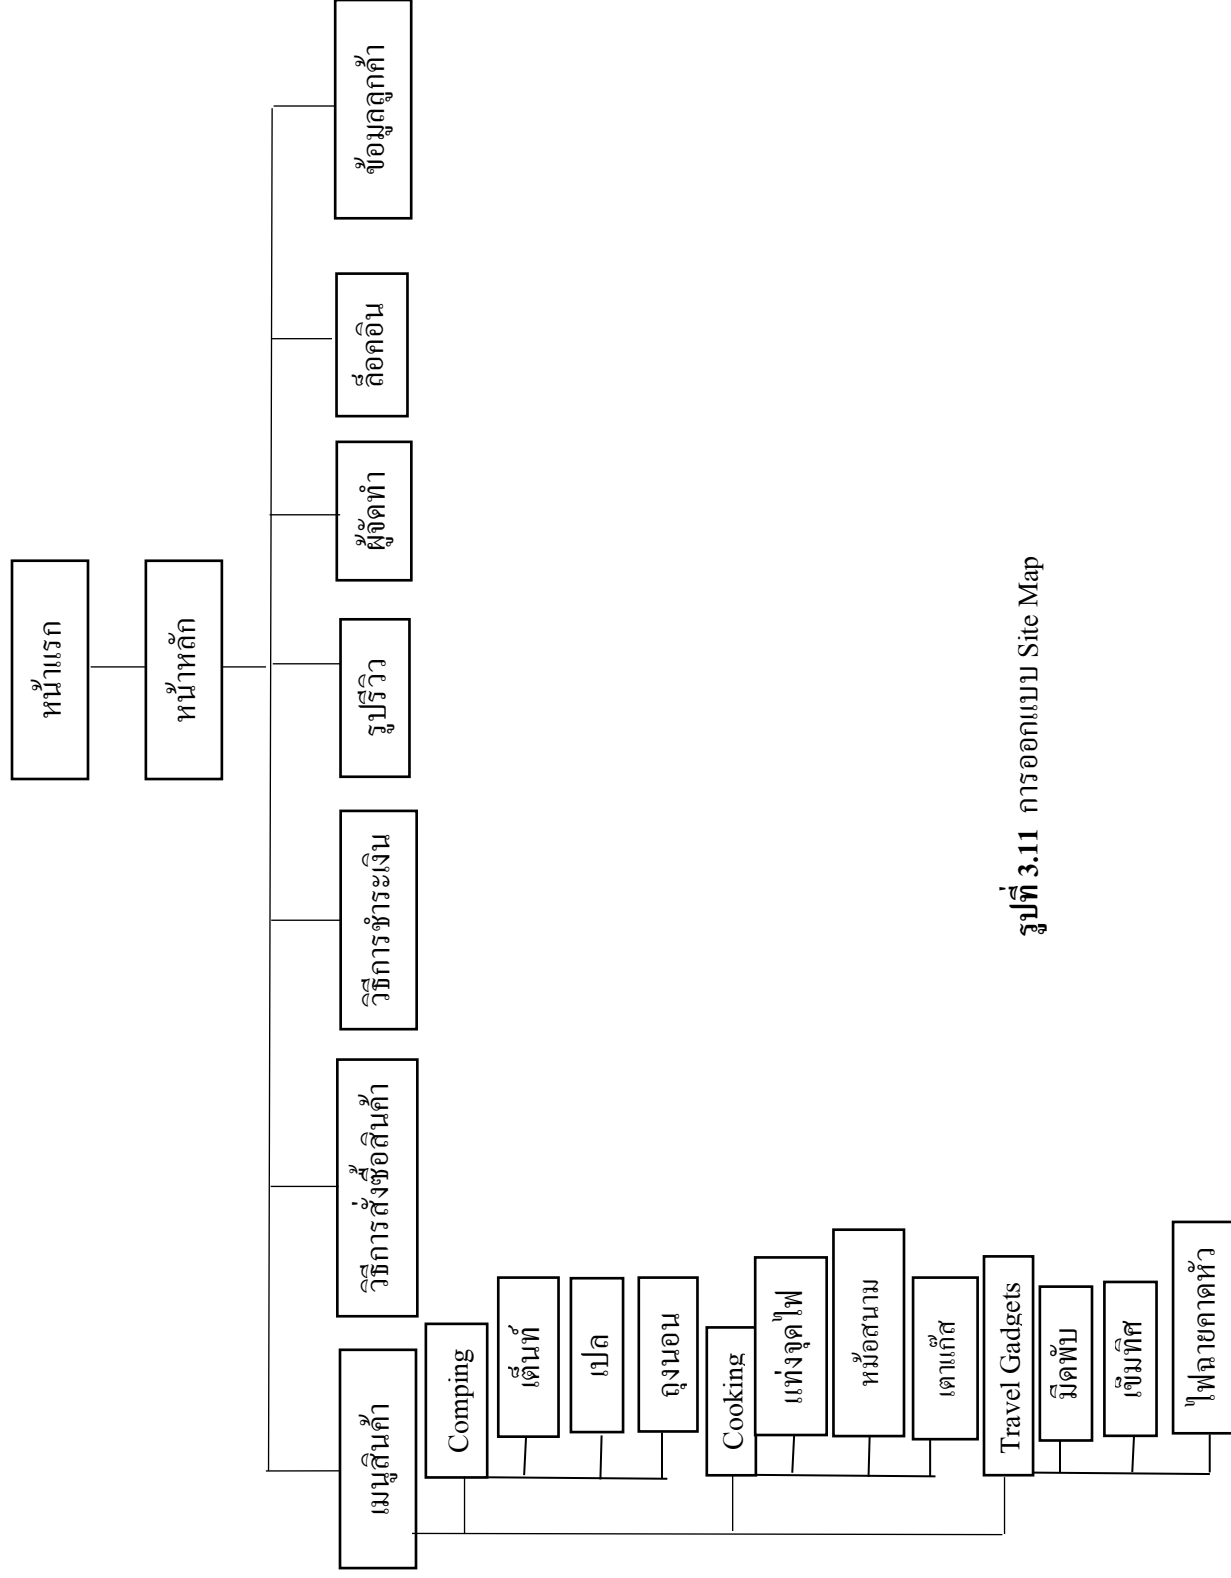 หน้าแรก
หน้าหลัก
เมนูสินค้า
วิธีการสั่งซื้อสินค้า
วิธีการชำระเงิน
รูปรีวิว
ผู้จัดทำ
ล็อกอิน
ข้อมูลลูกค้า
Comping
เต็นท์
เปล
ถุงนอน
Cooking
แท่งจุดไฟ
หม้อสนาม
เตาแก๊ส
Travel Gadgets
มีดพับ
เข็มทิศ
ไฟฉายคาดหัว
รูปที่ 3.11 การออกแบบ Site Map